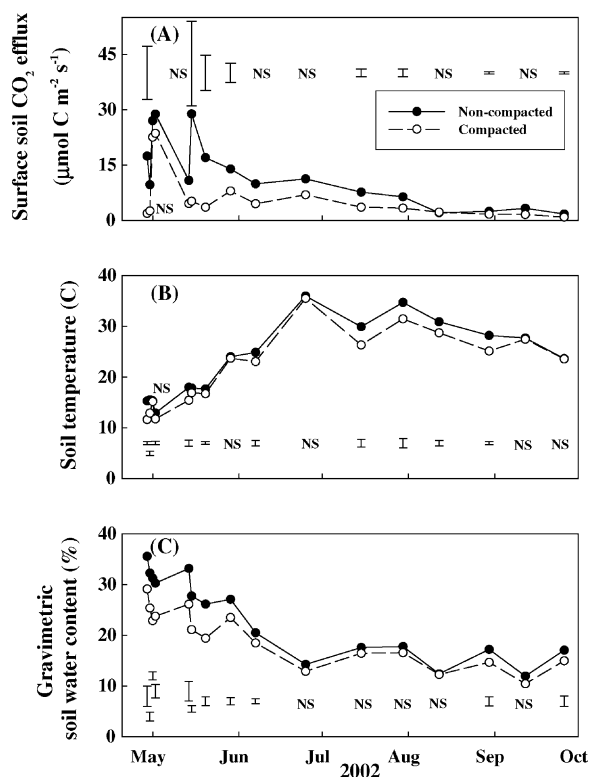 Surface soil CO2 efflux
(μmol C m-2 s-1)
45
30
15
0
(A)
NS NS NS NS NS
NS
Non-compacted
Compacted
Soil temperature (C)
40
30
20
10
0
(B)
NS
NS NS NS NS
Gravimetric
soil water content (%)
40
30
20
10
0
(C)
NS NS NS NS NS
May Jun Jul Aug Sep Oct
2002